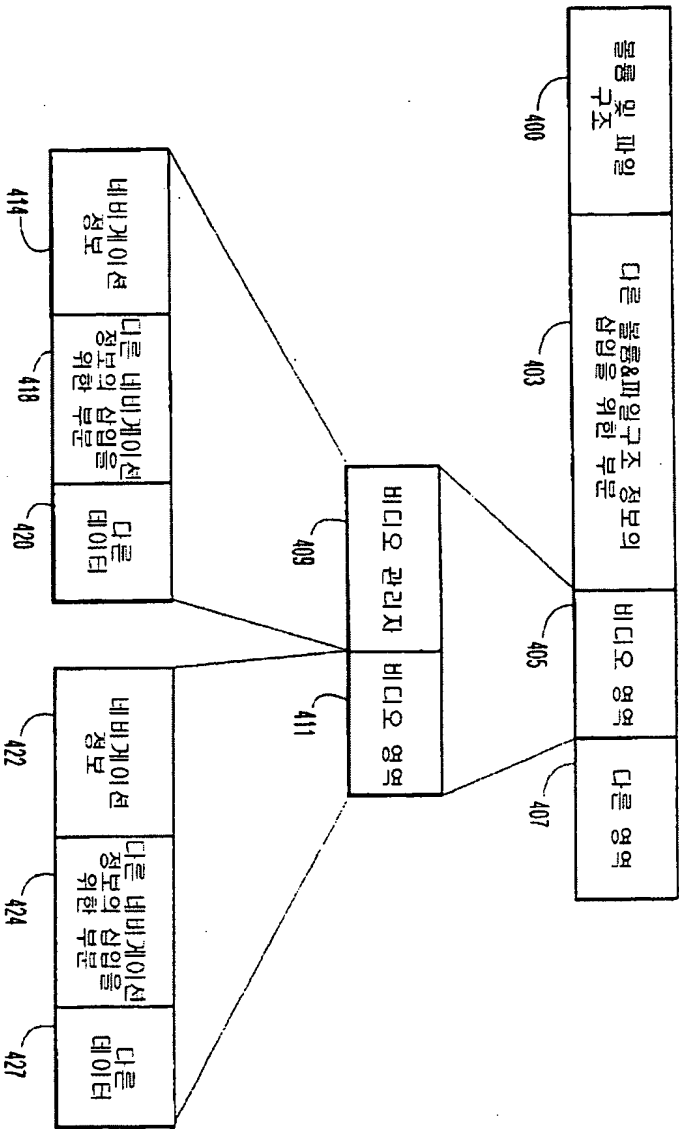 볼륨 및 파일
구조
400
다른 볼륨&파일구조 정보의
삽입을 위한 부문
403
비디오 영역
405
다른 영역
407
비디오 관리자
409
비디오 영역
411
네비게이션
정보
414
다른 네비게이션
정보의 삽입을
위한 부문
418
다른
데이터
420
네비게이션
정보
422
다른 네비게이션
정보의 삽입을
위한 부문
424
다른
데이터
427